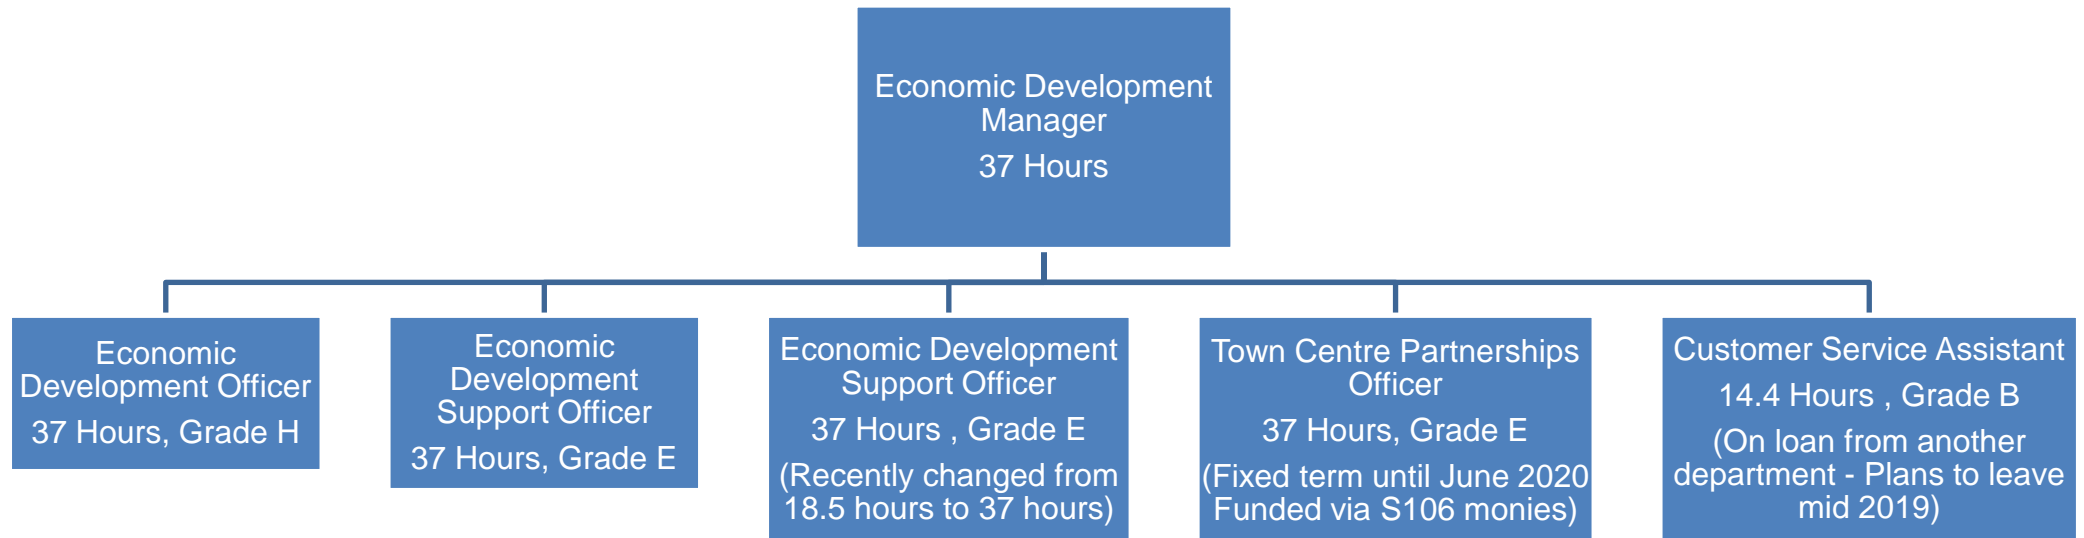 Economic Development
Manager
37 Hours
Economic
Development Officer
37 Hours, Grade H
Economic
Development
Support Officer
37 Hours, Grade E
Economic Development
Support Officer
37 Hours , Grade E
(Recently changed from
18.5 hours to 37 hours)
Town Centre Partnerships
Officer
37 Hours, Grade E
(Fixed term until June 2020
Funded via S106 monies)
Customer Service Assistant
14.4 Hours , Grade B
(On loan from another
department - Plans to leave
mid 2019)